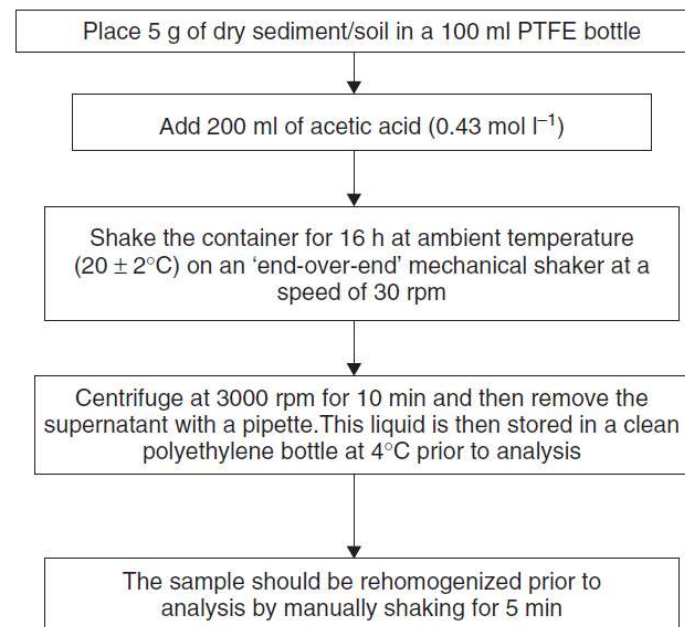 Place 5 g of dry sediment/soil in a 100 ml PTFE bottle
Add 200 ml of acetic acid (0.43 mol l⁻¹)
Shake the container for 16 h at ambient temperature
(20 ± 2°C) on an ‘end-over-end’ mechanical shaker at a
speed of 30 rpm
Centrifuge at 3000 rpm for 10 min and then remove the
supernatant with a pipette.This liquid is then stored in a clean
polyethylene bottle at 4°C prior to analysis
The sample should be rehomogenized prior to
analysis by manually shaking for 5 min